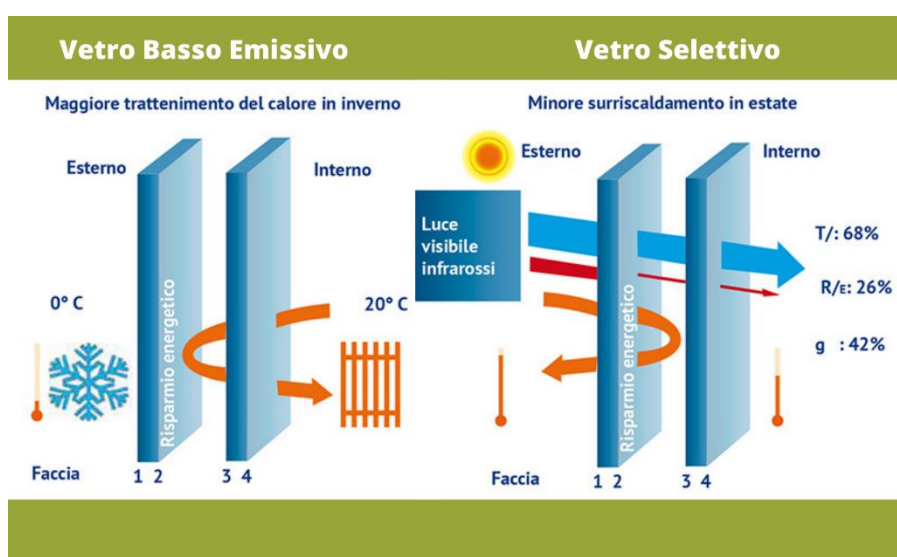 Vetro Basso Emissivo
Maggiore trattenimento del calore in inverno
Esterno
Interno
0° C
20° C
Risparmio energetico
Faccia
1 2
3 4
Vetro Selettivo
Minore surriscaldamento in estate
Esterno
Interno
Luce
visibile
infrarossi
T/: 68%
R/E: 26%
g : 42%
Risparmio energetico
Faccia
1 2
3 4